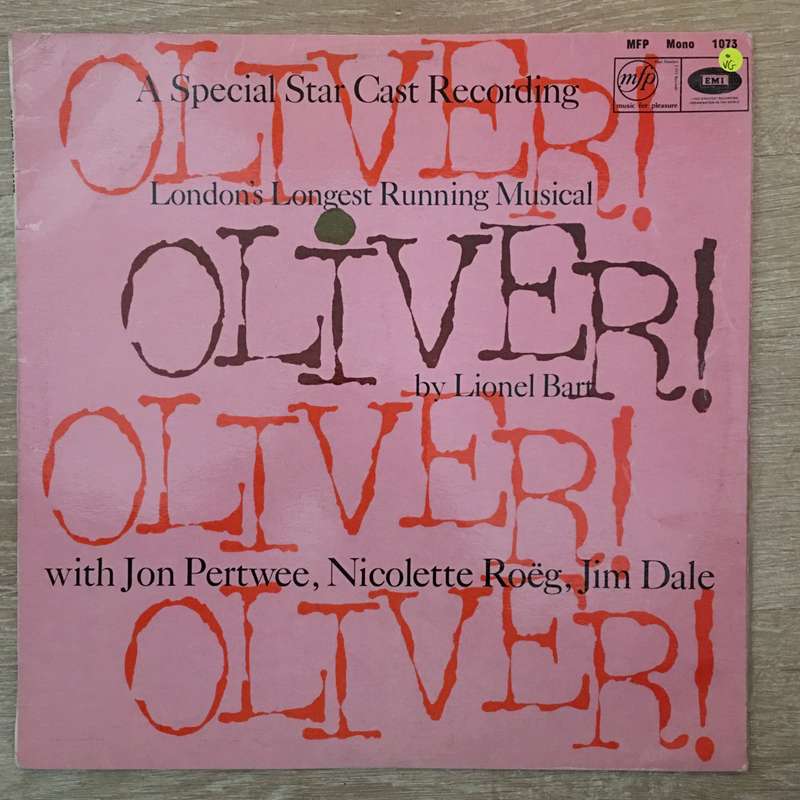 MFP Mono 1073
VG
mfp
music for pleasure
EMI
OLIVER!
A Special Star Cast Recording
London's Longest Running Musical
OLiVER!
by Lionel Bart
OLIVER!
with Jon Pertwee, Nicolette Roëg, Jim Dale
OLIVER!